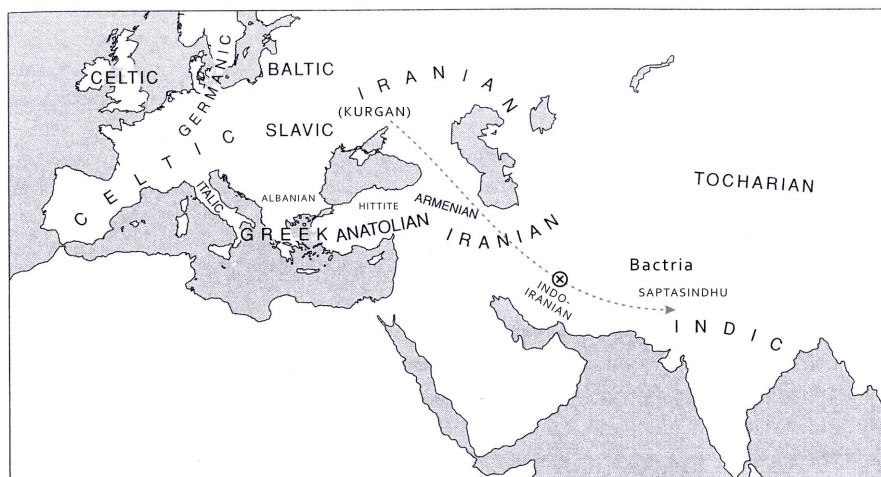 CELTIC
GERMANIC
BALTIC
IRANIAN
(KURGAN)
SLAVIC
CELTIC
ITALIC
ALBANIAN
HITTITE
ARMENIAN
TOCHARIAN
GREEK
ANATOLIAN
IRANIAN
Bactria
INDO-
IRANIAN
SAPTASINDHU
INDIC